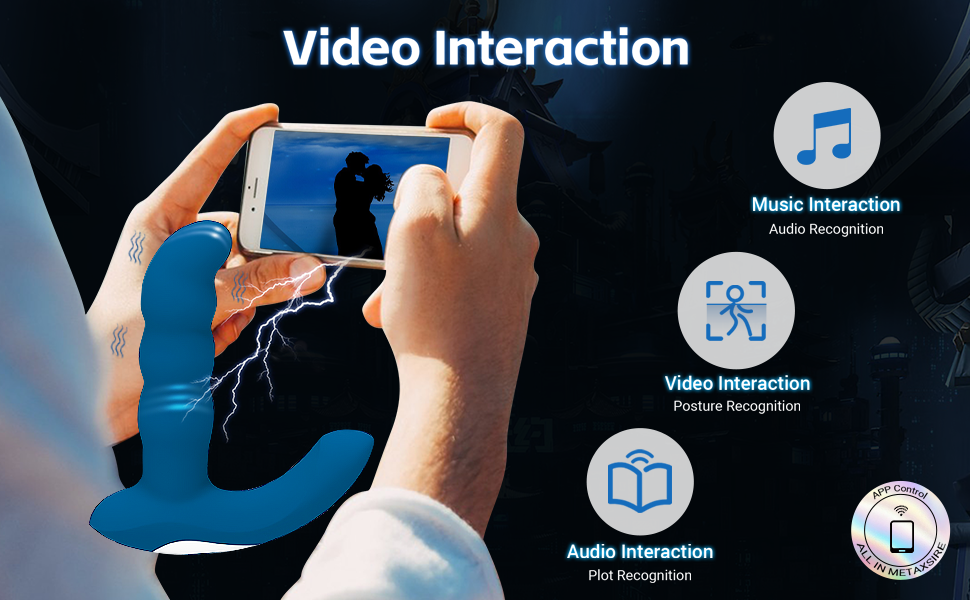 Video Interaction
Music Interaction
Audio Recognition
Video Interaction
Posture Recognition
Audio Interaction
Plot Recognition
APP Control
ALL IN METAXSIRE